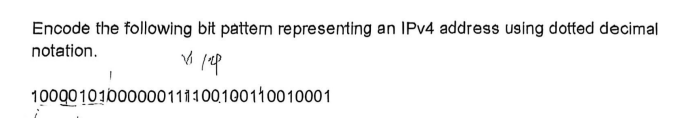 Encode the following bit pattern representing an IPv4 address using dotted decimal
notation.
10000101000000111100100110010001